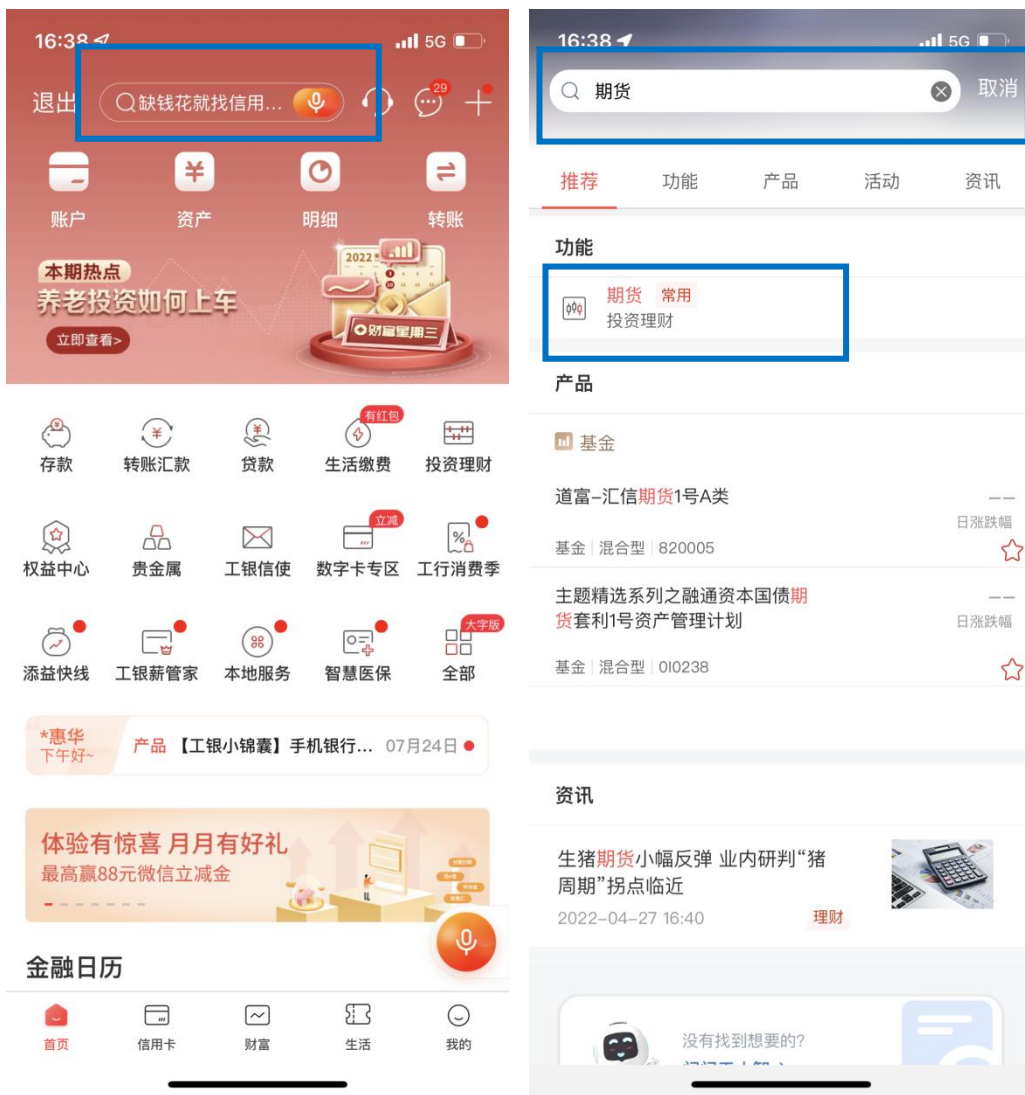 16:38
5G
退出
缺钱花就找信用...
29
账户
资产
明细
转账
本期热点
养老投资如何上车
立即查看>
2022
财富星期三
有红包
存款
转账汇款
贷款
生活缴费
投资理财
立减
权益中心
贵金属
工银信使
数字卡专区
工行消费季
大字版
添益快线
工银薪管家
本地服务
智慧医保
全部
*惠华
下午好~
产品 【工银小锦囊】手机银行... 07月24日
体验有惊喜 月月有好礼
最高赢88元微信立减金
金融日历
首页
信用卡
财富
生活
我的
16:38
5G
期货
取消
推荐
功能
产品
活动
资讯
功能
期货 常用
投资理财
产品
基金
道富-汇信期货1号A类
--
日涨跌幅
基金 混合型 820005
主题精选系列之融通资本国债期
货套利1号资产管理计划
--
日涨跌幅
基金 混合型 0I0238
资讯
生猪期货小幅反弹 业内研判“猪
周期”拐点临近
2022-04-27 16:40
理财
没有找到想要的?